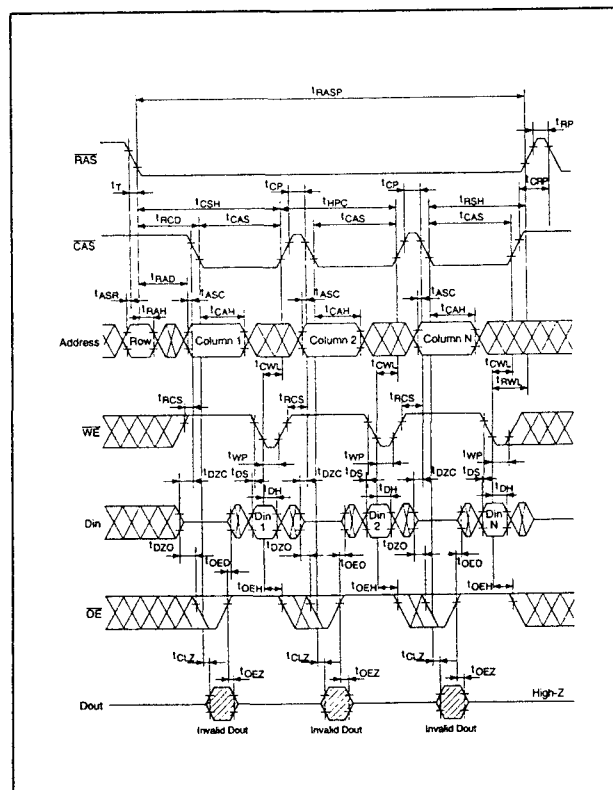 tRASP
tRP
RAS
tT
tCSH
tCP
tHPC
tCP
tRSH
tCRP
tRCD
tCAS
tCAS
tCAS
CAS
tRAD
tASR
tRAH
tASC
tASC
tASC
tCAH
tCAH
tCAH
Address
Row
Column 1
Column 2
Column N
tCWL
tCWL
tCWL
tRCS
tRCS
tRCS
tRWL
WE
tWP
tWP
tWP
tDZC
tDS
tDZC
tDS
tDZC
tDS
tDH
tDH
tDH
Din
Din 1
Din 2
Din N
tDZO
tDZO
tDZO
tOED
tOED
tOED
tOEH
tOEH
tOEH
OE
tCLZ
tCLZ
tCLZ
tOEZ
tOEZ
tOEZ
Dout
High-Z
Invalid Dout
Invalid Dout
Invalid Dout